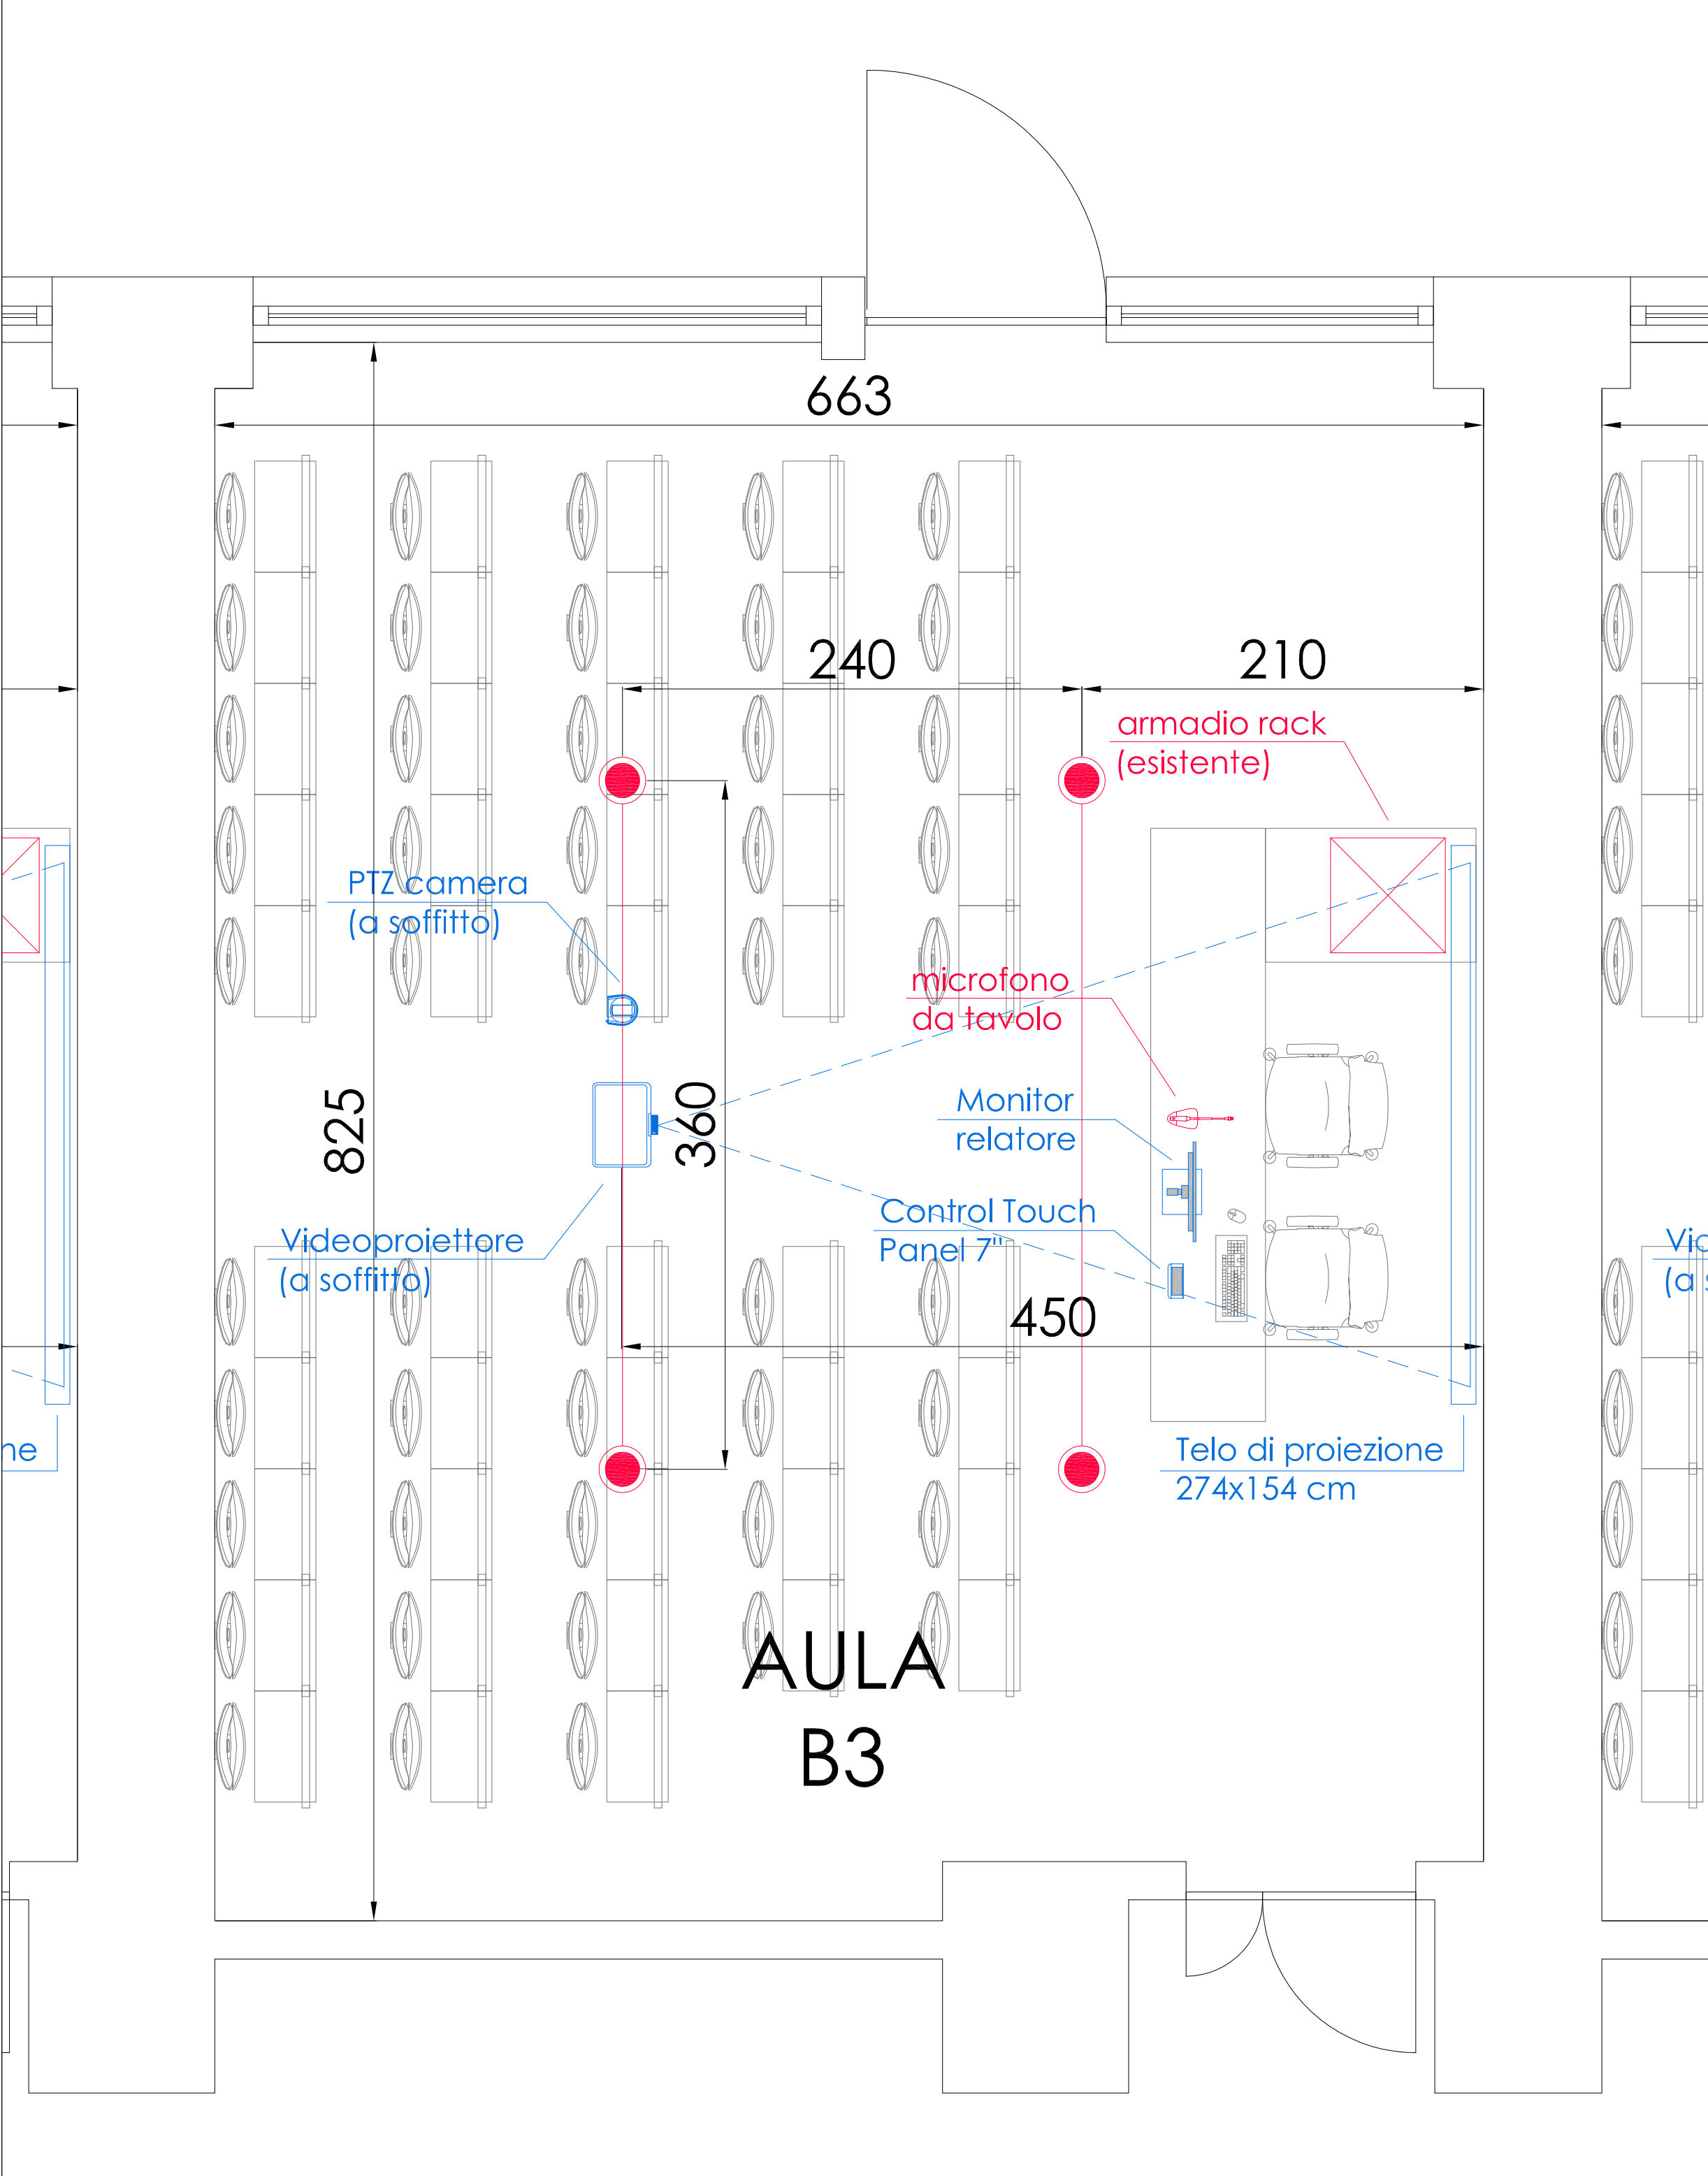 663
240
210
armadio rack
(esistente)
PTZ camera
(a soffitto)
microfono
da tavolo
825
360
Monitor
relatore
Control Touch
Panel 7"
Videoproiettore
(a soffitto)
450
Telo di proiezione
274x154 cm
ne
(a
AULA
B3